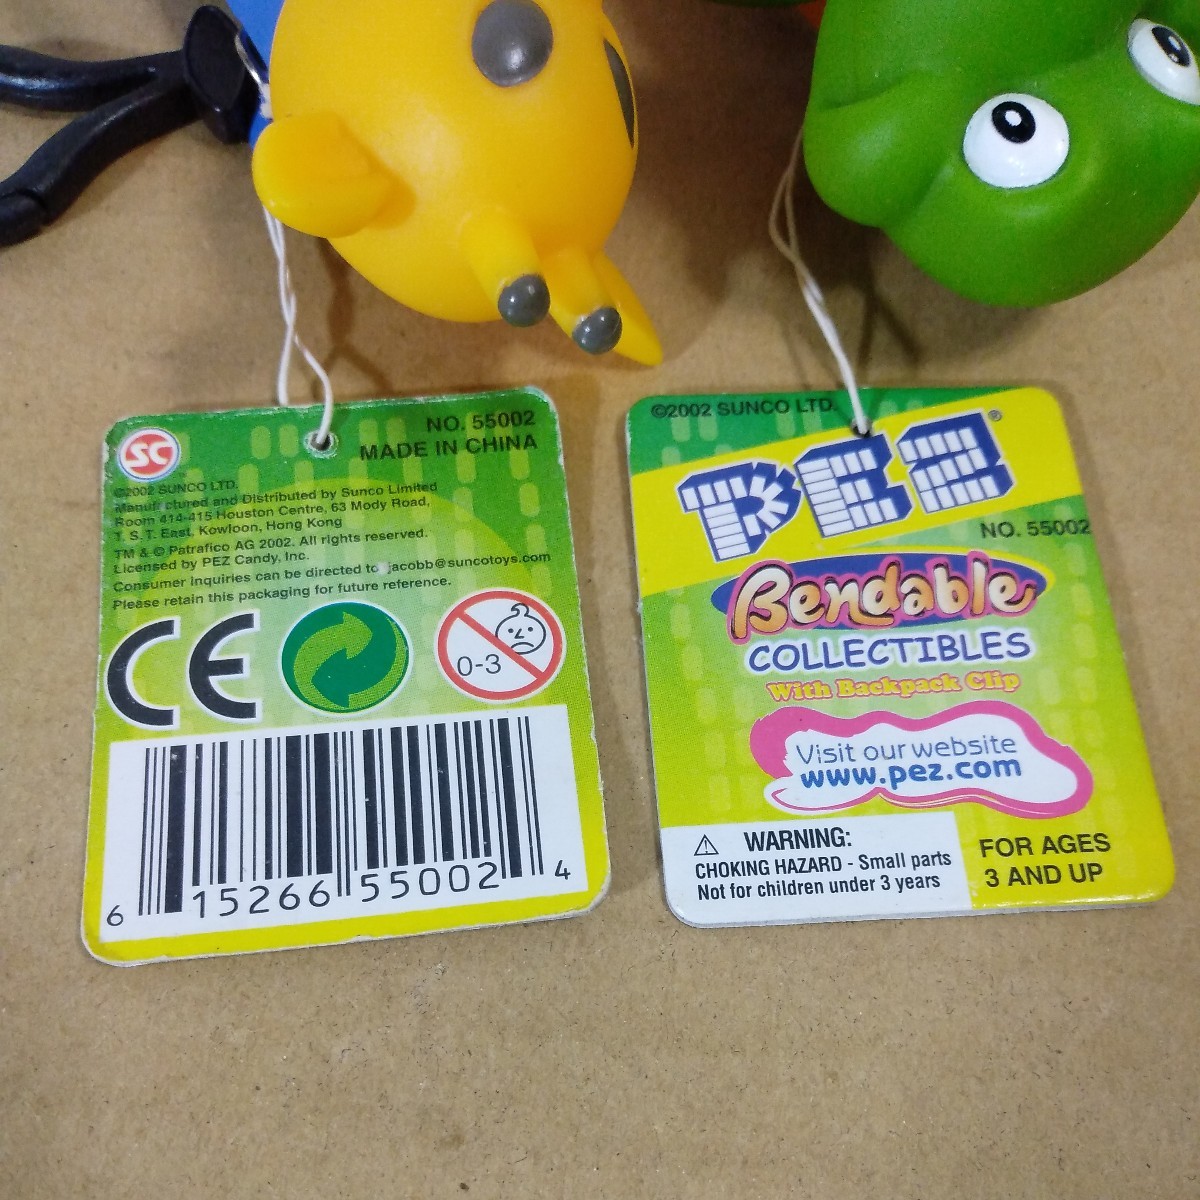 SC
NO. 55002
MADE IN CHINA
©2002 SUNCO LTD.
Manufactured and Distributed by Sunco Limited
Room 414-415 Houston Centre, 63 Mody Road,
T. S. T. East, Kowloon, Hong Kong
TM & © Patrafico AG 2002. All rights reserved.
Licensed by PEZ Candy, Inc.
Consumer inquiries can be directed to jacobb@suncotoys.com
Please retain this packaging for future reference.
CE
0-3
6 15266 55002 4
©2002 SUNCO LTD.
PEZ®
NO. 55002
Bendable
COLLECTIBLES
With Backpack Clip
Visit our website
www.pez.com
⚠ WARNING:
CHOKING HAZARD - Small parts
Not for children under 3 years
FOR AGES
3 AND UP